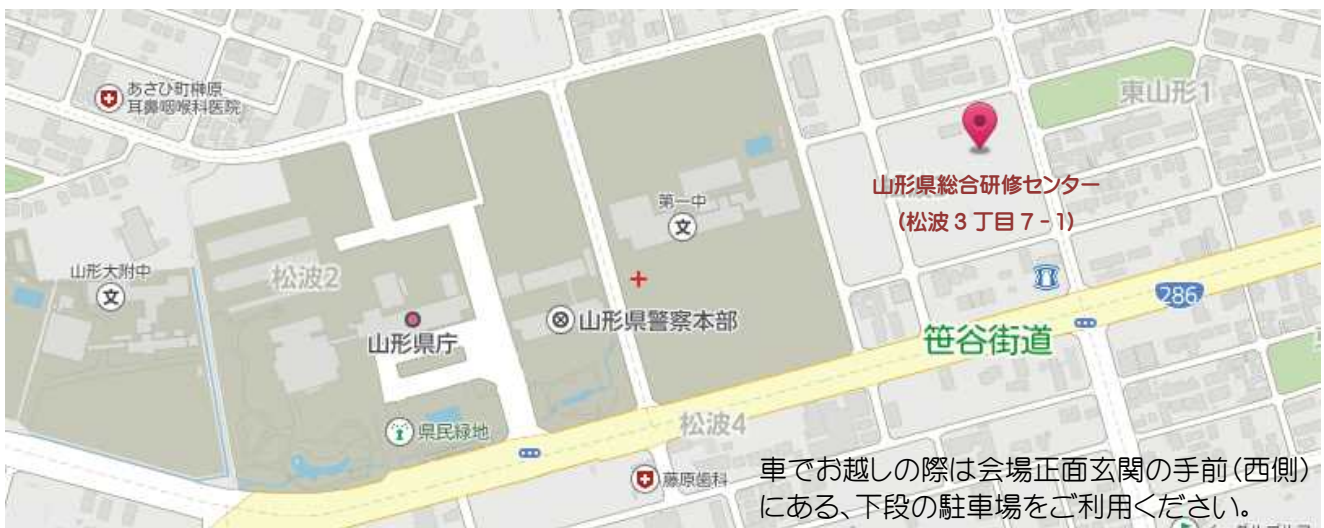 あさひ町榊原
耳鼻咽喉科医院
東山形1
山形県総合研修センター
(松波3丁目7-1)
第一中
文
山形大附中
文
松波2
286
山形県警察本部
山形県庁
笹谷街道
県民緑地
松波4
藤原歯科
車でお越しの際は会場正面玄関の手前(西側)
にある、下段の駐車場をご利用ください。